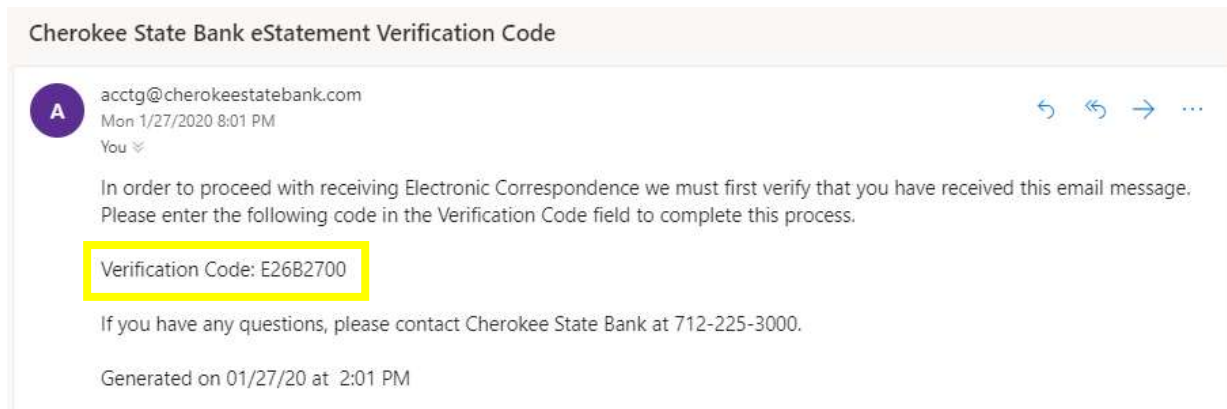 Cherokee State Bank eStatement Verification Code
A
acctg@cherokeestatebank.com
Mon 1/27/2020 8:01 PM
You
In order to proceed with receiving Electronic Correspondence we must first verify that you have received this email message.
Please enter the following code in the Verification Code field to complete this process.
Verification Code: E26B2700
If you have any questions, please contact Cherokee State Bank at 712-225-3000.
Generated on 01/27/20 at  2:01 PM